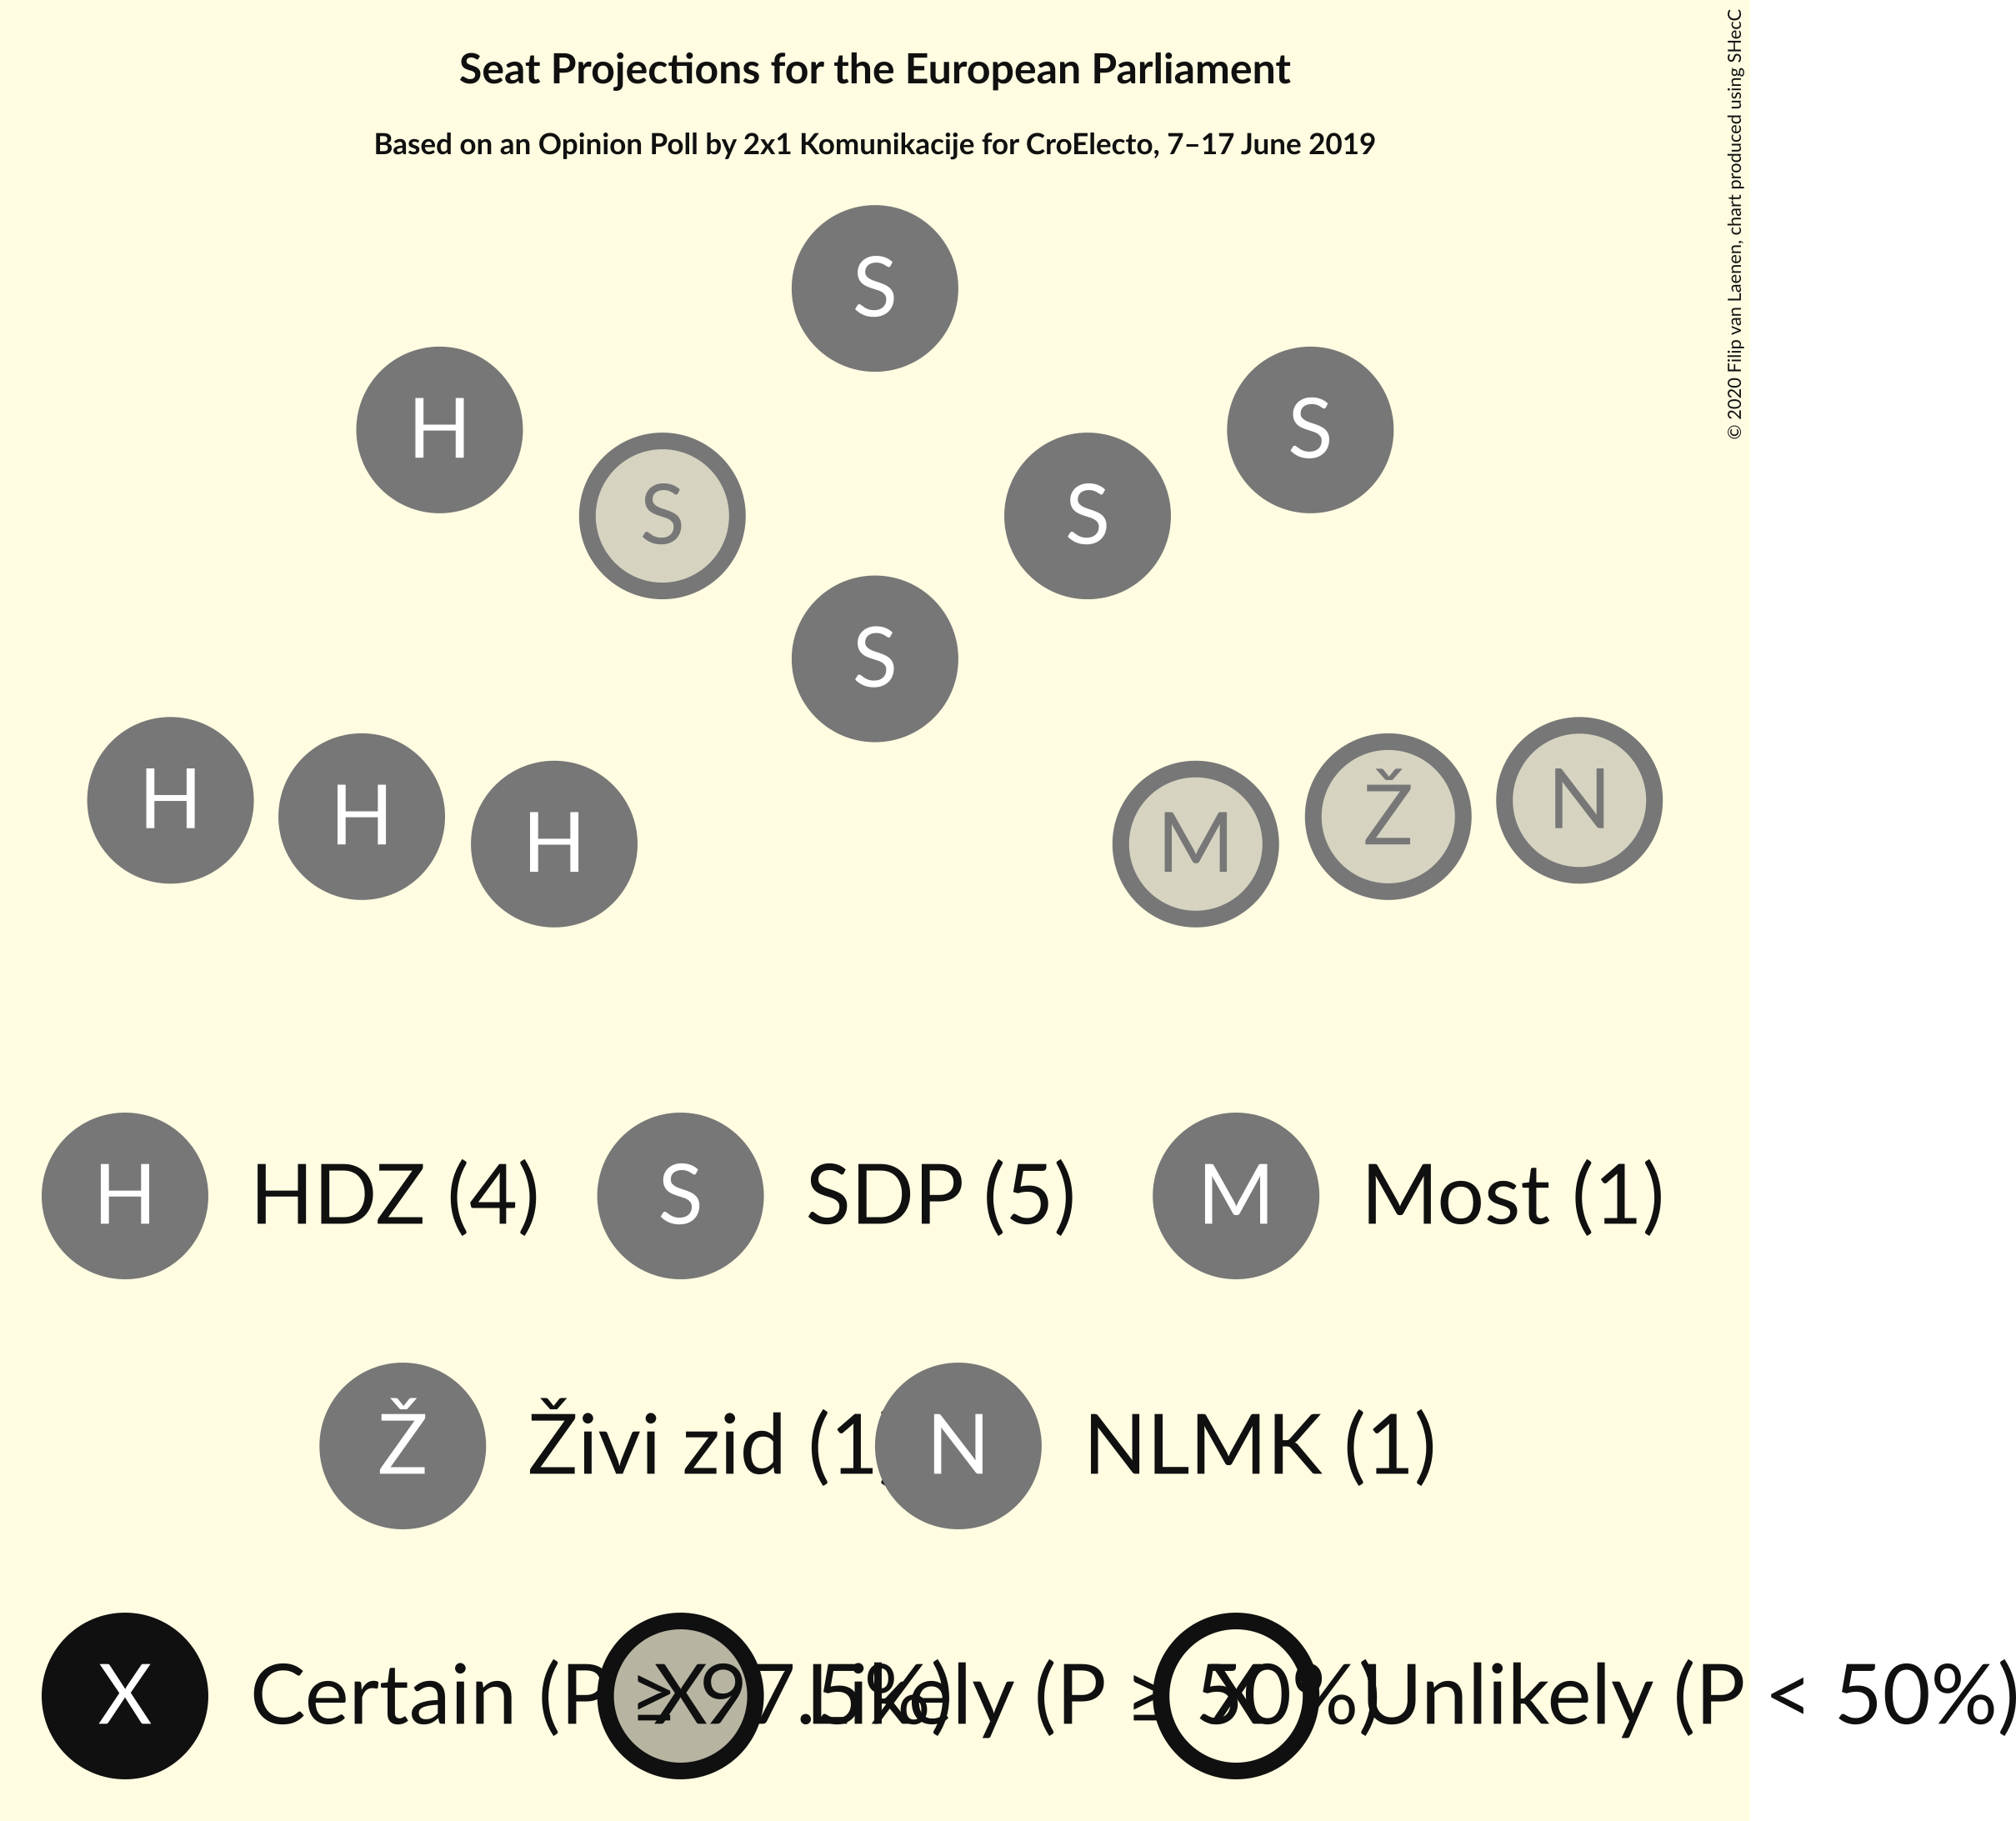 Seat Projections for the European Parliament
Based on an Opinion Poll by 2x1 Komunikacije for CroElecto, 7–17 June 2019
© 2020 Filip van Laenen, chart produced using SHecC
S
H
S
S
S
S
H
H
H
M
Ž
N
H HDZ (4) S SDP (5) M Most (1)
Ž Živi zid (1 N NLMK (1)
X Certain (P ≥ 97.5%) X Likely (P ≥ 50%) X Unlikely (P < 50%)